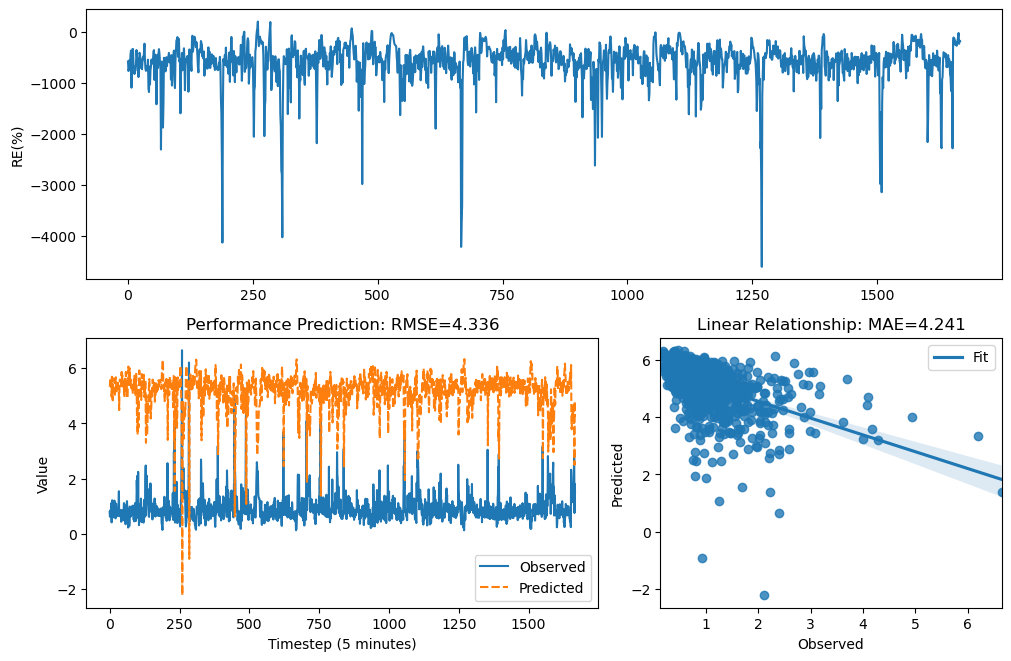 0
−1000
−2000
−3000
−4000
RE(%)
0 250 500 750 1000 1250 1500
Performance Prediction: RMSE=4.336
6
4
2
0
−2
Value
Observed
Predicted
0 250 500 750 1000 1250 1500
Timestep (5 minutes)
Linear Relationship: MAE=4.241
Fit
6
4
2
0
−2
Predicted
1 2 3 4 5 6
Observed